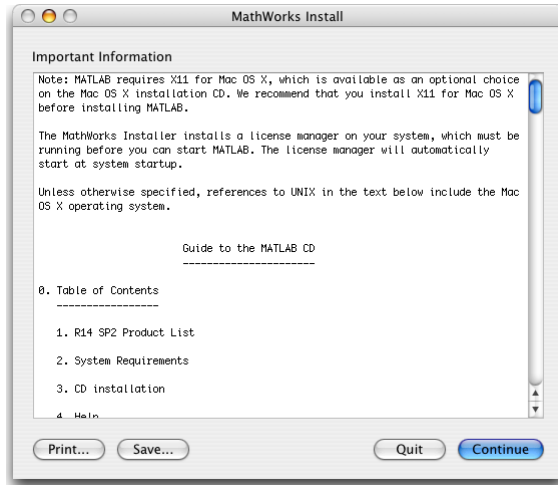 MathWorks Install
Important Information
Note: MATLAB requires X11 for Mac OS X, which is available as an optional choice
on the Mac OS X installation CD. We recommend that you install X11 for Mac OS X
before installing MATLAB.
The MathWorks Installer installs a license manager on your system, which must be
running before you can start MATLAB. The license manager will automatically
start at system startup.
Unless otherwise specified, references to UNIX in the text below include the Mac
OS X operating system.
Guide to the MATLAB CD
----------------------
0. Table of Contents
-----------------
1. R14 SP2 Product List
2. System Requirements
3. CD installation
4. Help
Print...
Save...
Quit
Continue